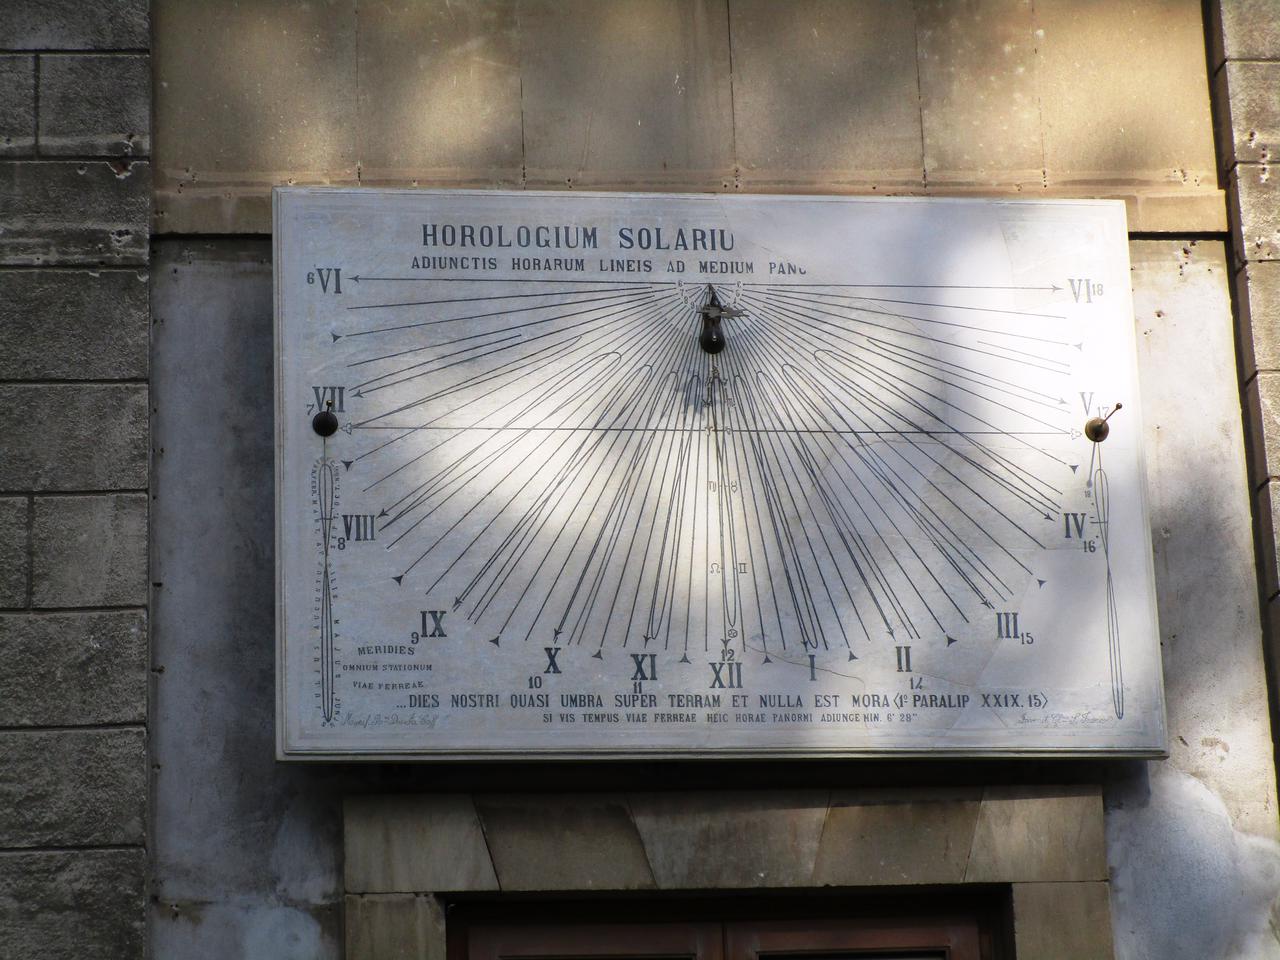 HOROLOGIUM SOLARIU
ADIUNCTIS HORARUM LINEIS AD MEDIUM PANO
6 VI
VI 18
7 VII
V 17
VIII 8
IV 16
18
9 IX
III 15
X 10
XI 11
12 XII
I
II 14
♍ ♉
♌ ♊
♋
MERIDIES
OMNIUM STATIONUM
VIAE FERREAE
...DIES NOSTRI QUASI UMBRA SUPER TERRAM ET NULLA EST MORA (1º PARALIP XXIX. 15)
SI VIS TEMPUS VIAE FERREAE HEIC HORAE PANORMI ADIUNGE MIN. 6' 28"